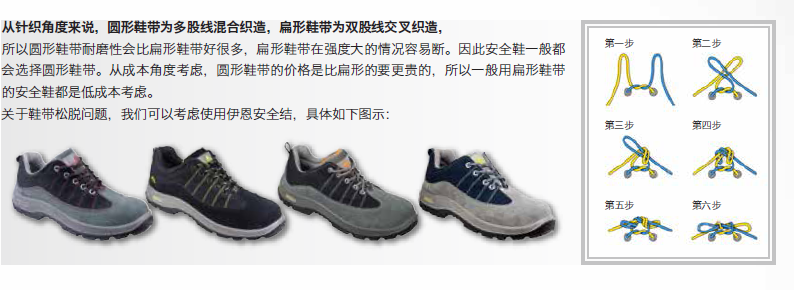 从针织角度来说，圆形鞋带为多股线混合织造，扁形鞋带为双股线交叉织造，
所以圆形鞋带耐磨性会比扁形鞋带好很多，扁形鞋带在强度大的情况容易断。因此安全鞋一般都
会选择圆形鞋带。从成本角度考虑，圆形鞋带的价格是比扁形的要更贵的，所以一般用扁形鞋带
的安全鞋都是低成本考虑。
关于鞋带松脱问题，我们可以考虑使用伊恩安全结，具体如下图示：
第一步
第二步
第三步
第四步
第五步
第六步